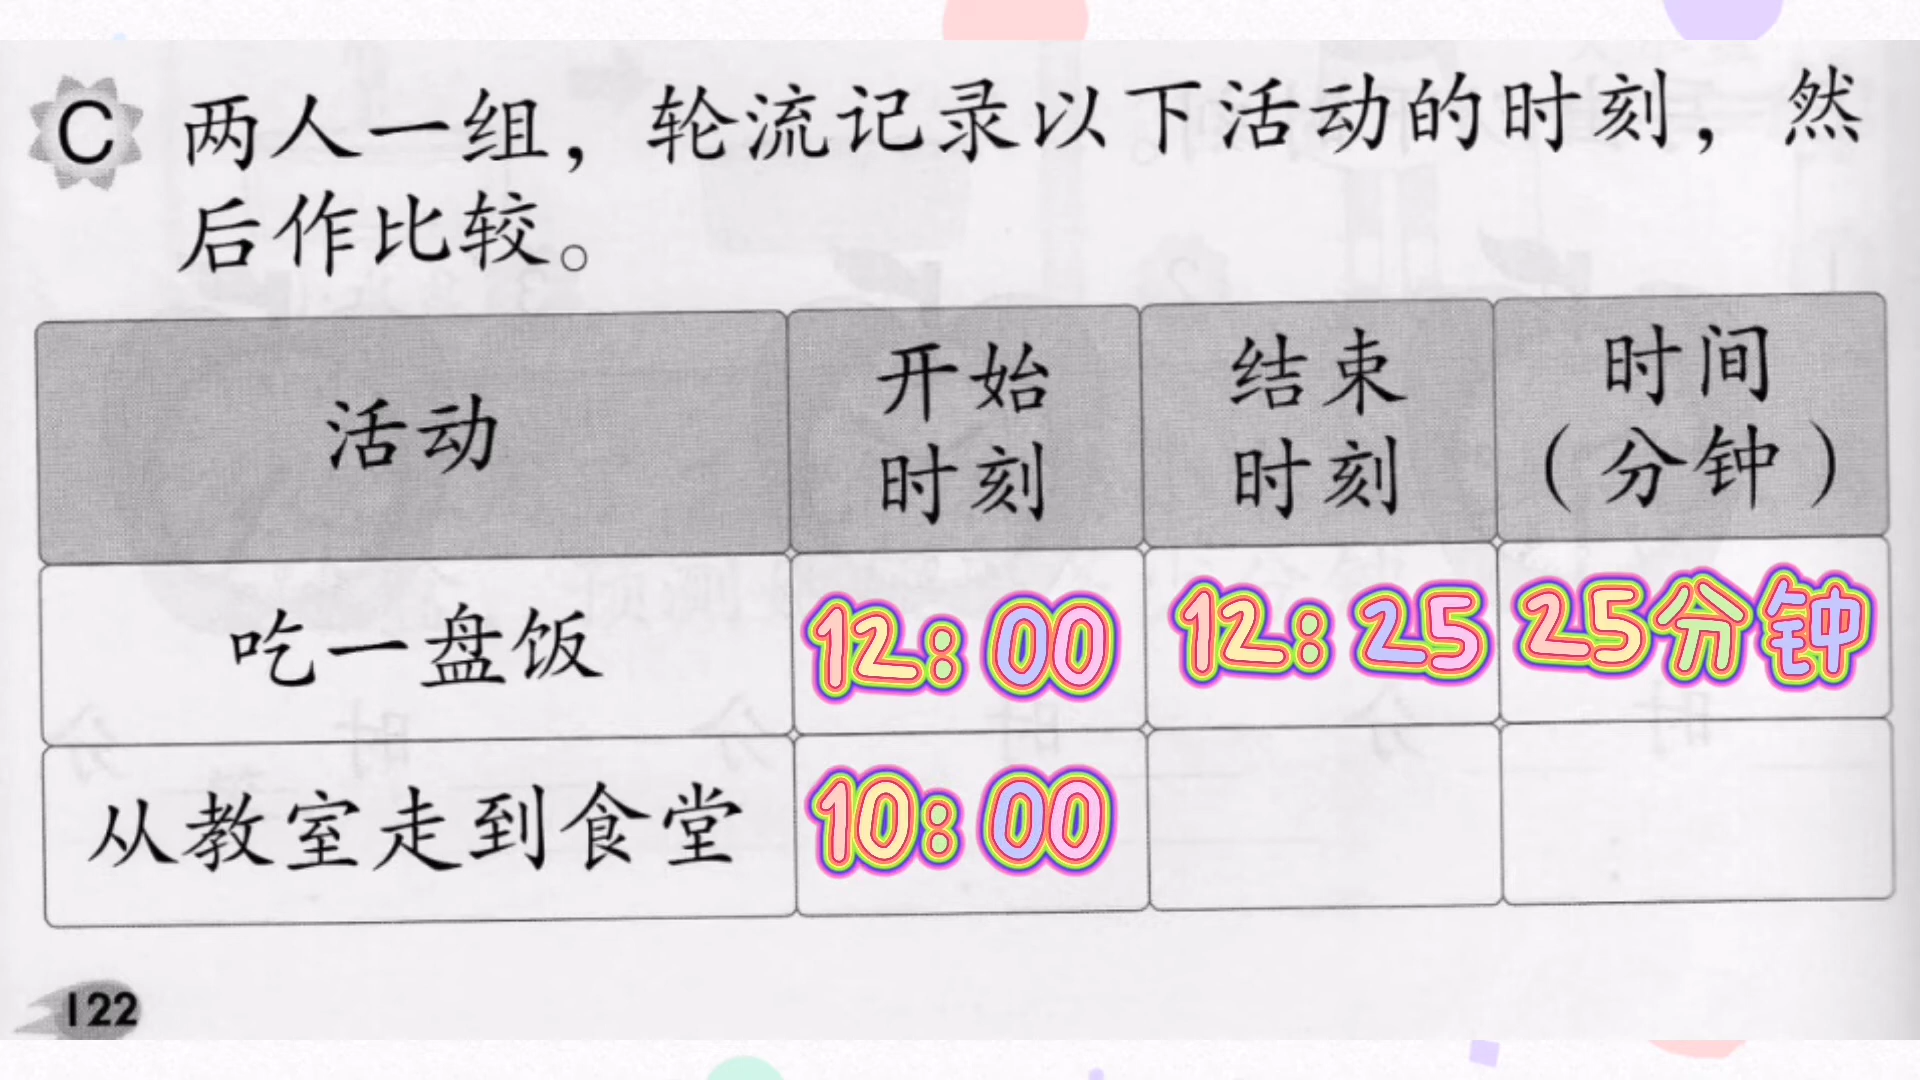 C 两人一组，轮流记录以下活动的时刻，然
后作比较。
活动
开始
时刻
结束
时刻
时间
（分钟）
吃一盘饭
12:00
12:25
25分钟
从教室走到食堂
10:00
122